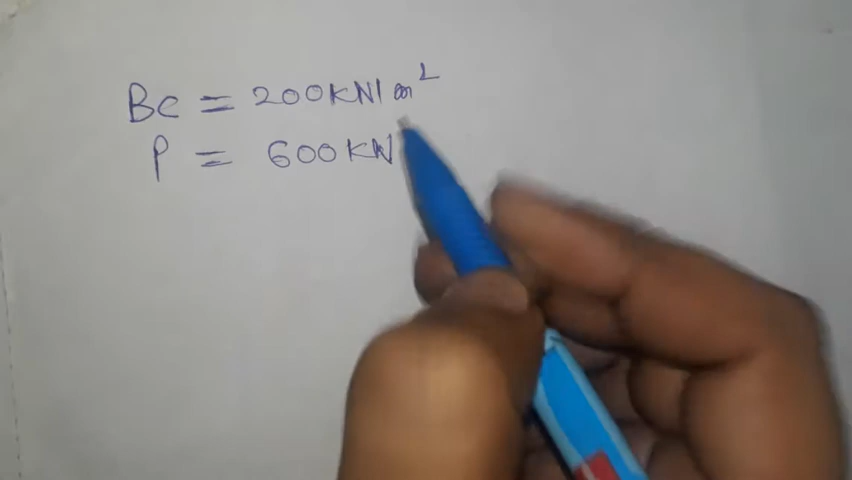 BC = 200KN/m²
P = 600KN